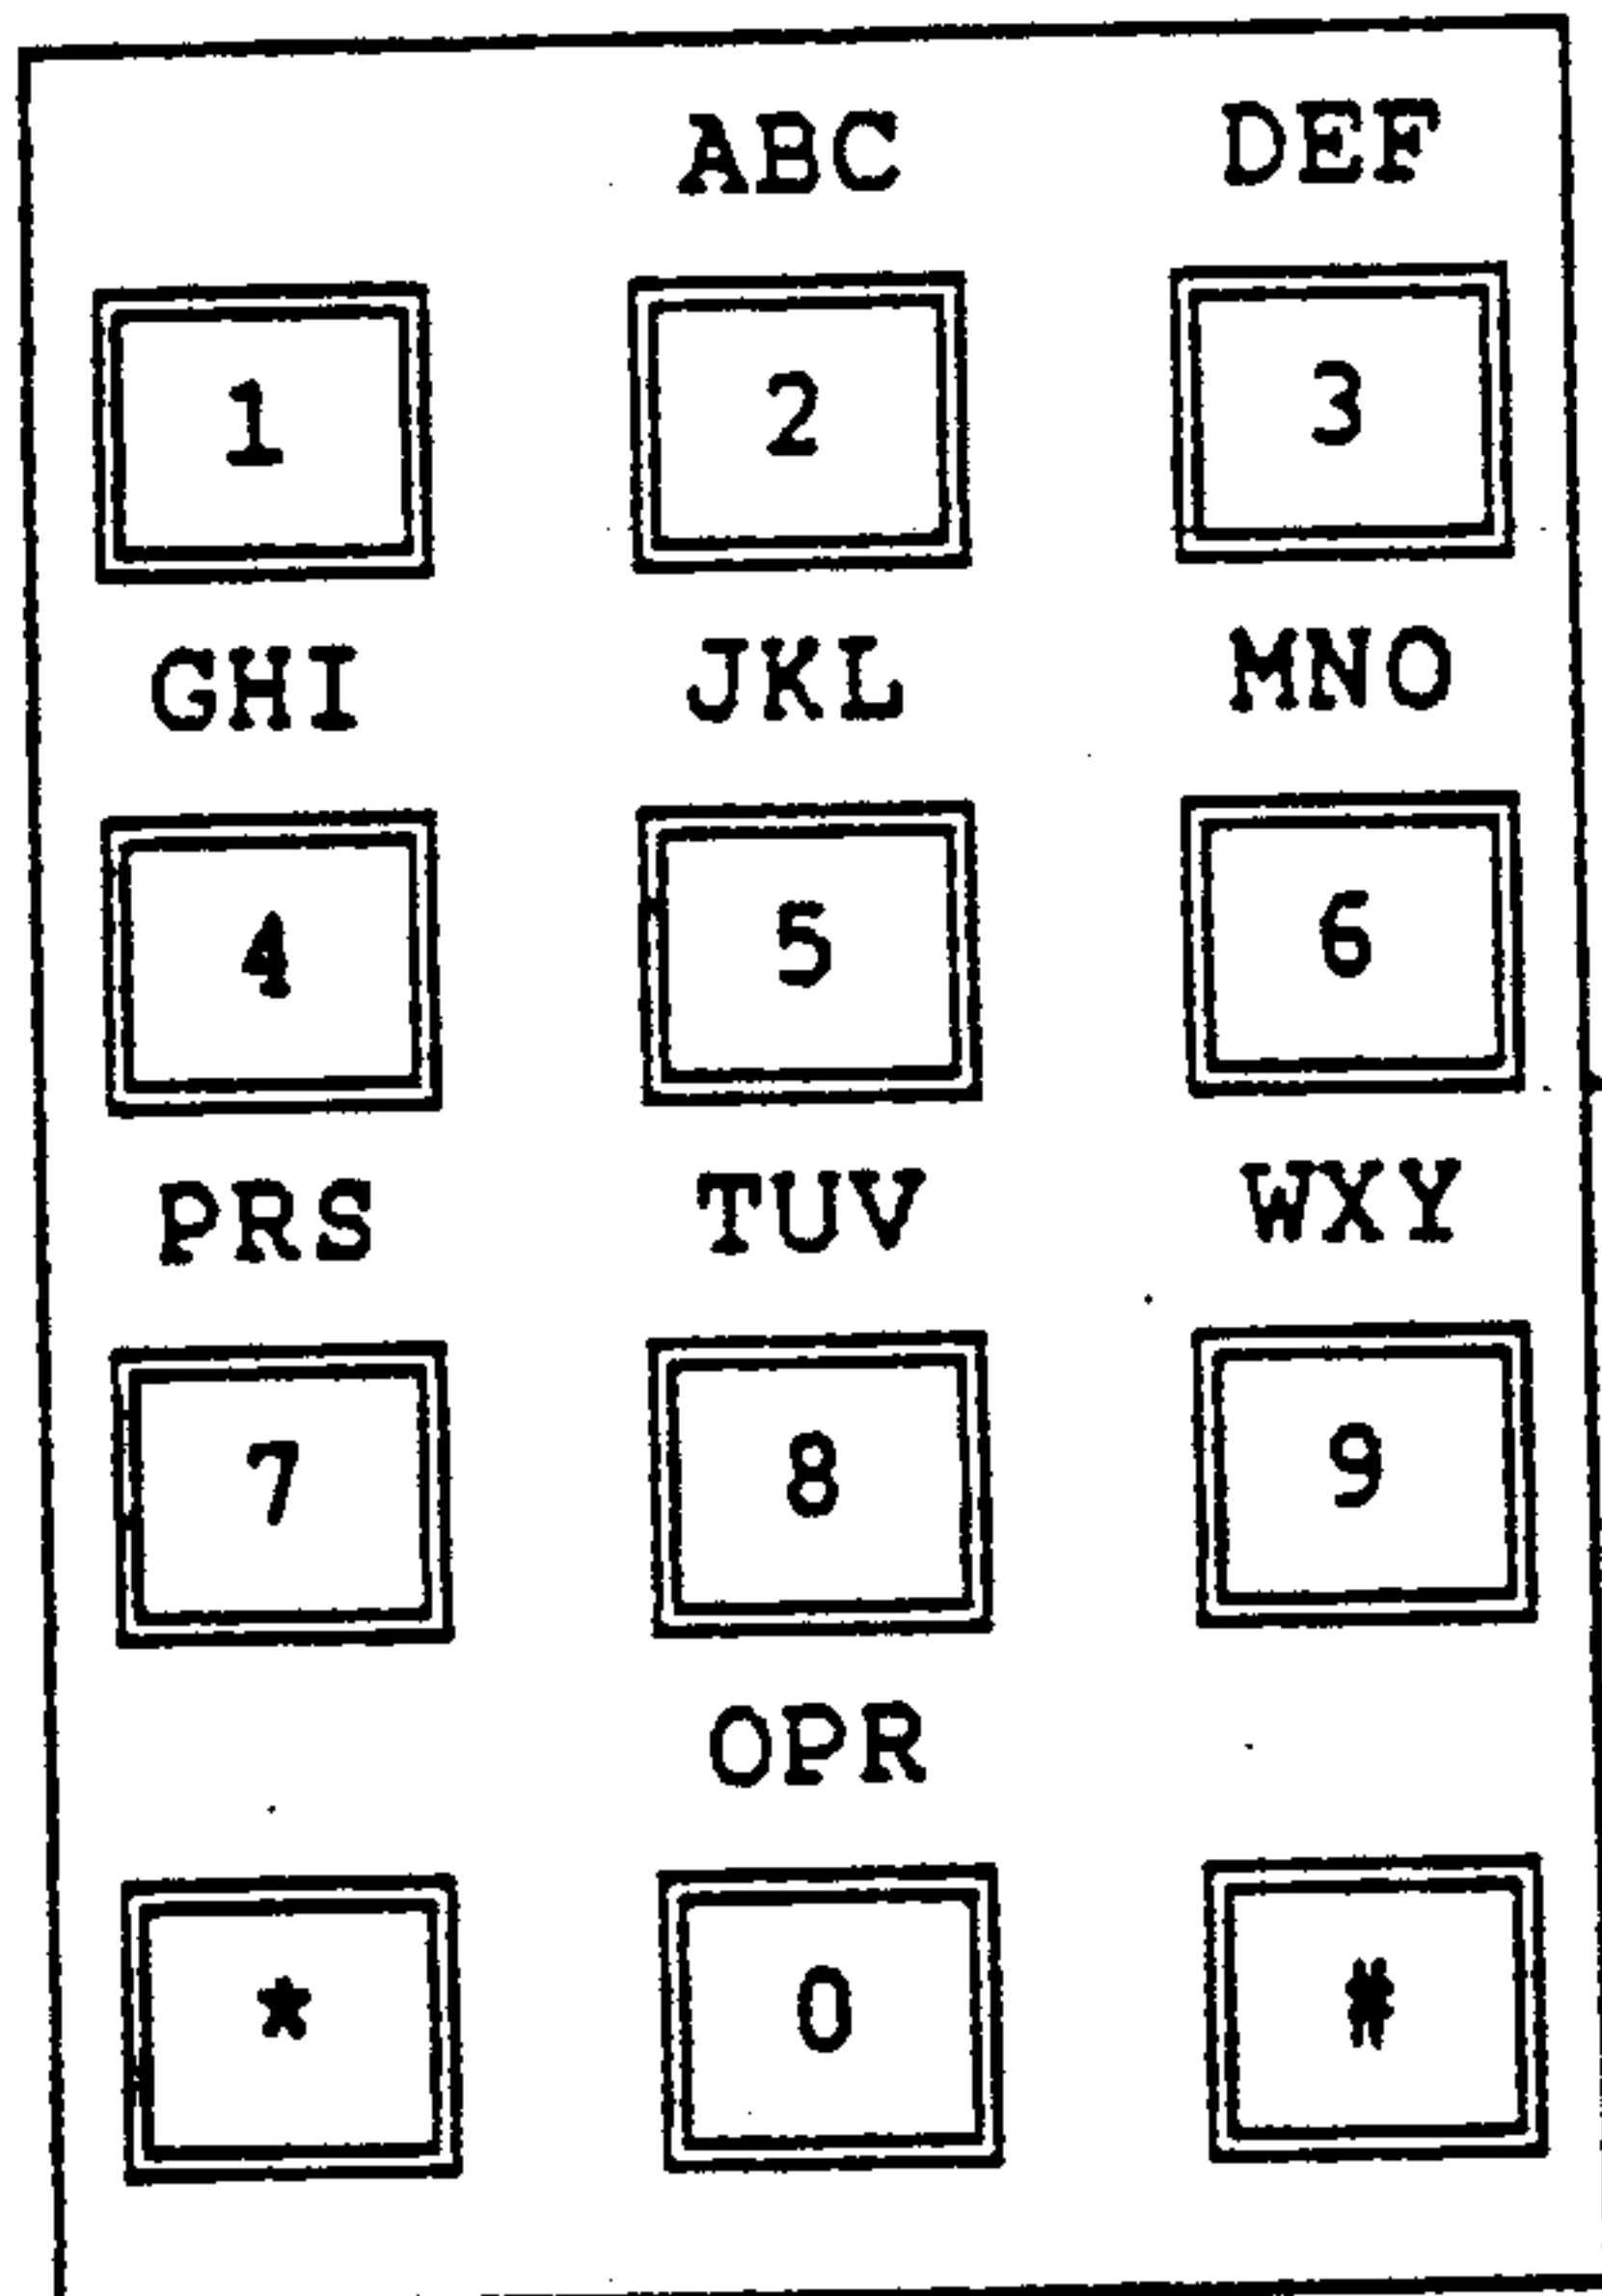 ABC DEF
1 2 3
GHI JKL MNO
4 5 6
PRS TUV WXY
7 8 9
OPR
* 0 #